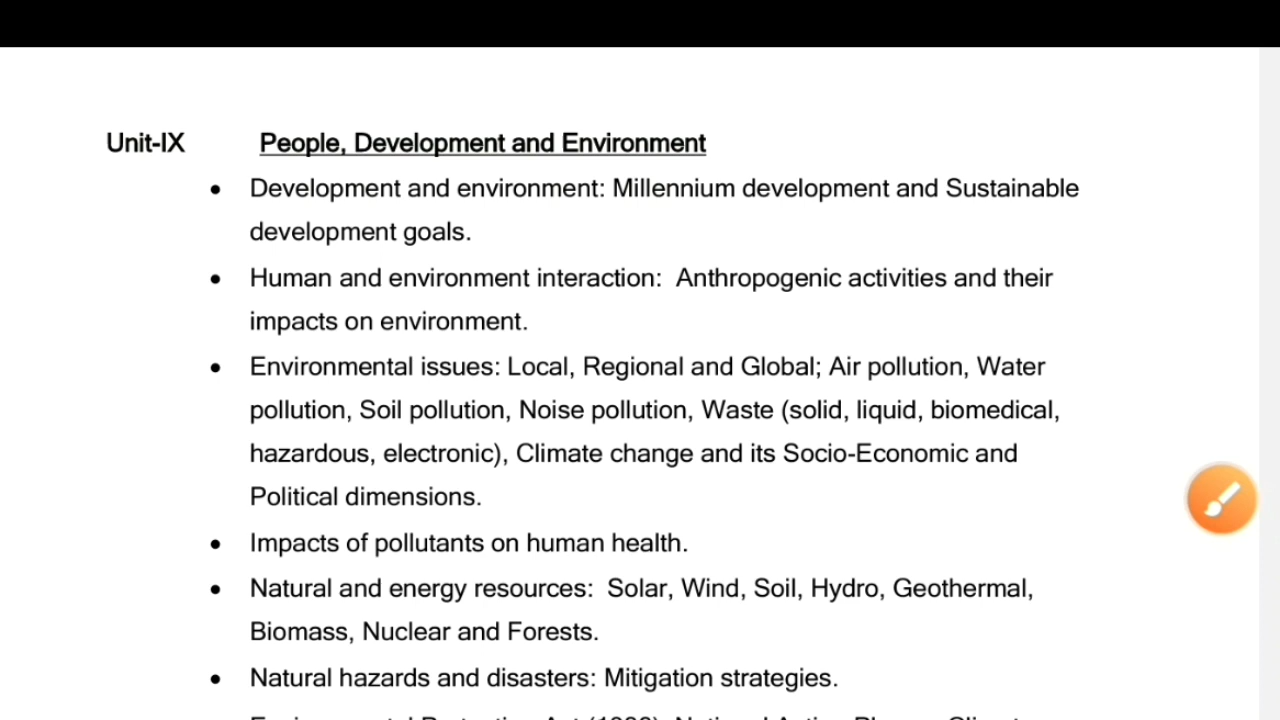 Unit-IX People, Development and Environment
• Development and environment: Millennium development and Sustainable
development goals.
• Human and environment interaction: Anthropogenic activities and their
impacts on environment.
• Environmental issues: Local, Regional and Global; Air pollution, Water
pollution, Soil pollution, Noise pollution, Waste (solid, liquid, biomedical,
hazardous, electronic), Climate change and its Socio-Economic and
Political dimensions.
• Impacts of pollutants on human health.
• Natural and energy resources: Solar, Wind, Soil, Hydro, Geothermal,
Biomass, Nuclear and Forests.
• Natural hazards and disasters: Mitigation strategies.